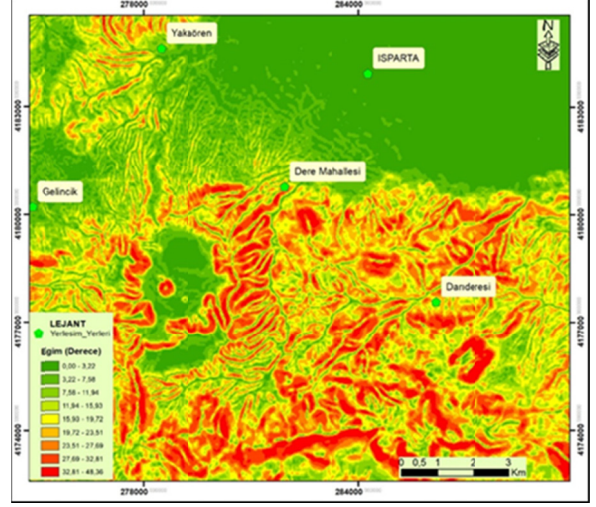 278000
284000
N
Yakaören
ISPARTA
4183000
4183000
Dere Mahallesi
Gelincik
4180000
4180000
Danderesi
LEJANT
Yerlesim_Yerleri
4177000
4177000
Egim (Derece)
0,00 - 3,22
3,22 - 7,58
7,58 - 11,94
11,94 - 15,93
15,93 - 19,72
19,72 - 23,51
23,51 - 27,69
27,69 - 32,81
32,81 - 48,36
4174000
4174000
0 0,5 1 2 3
Km
278000
284000